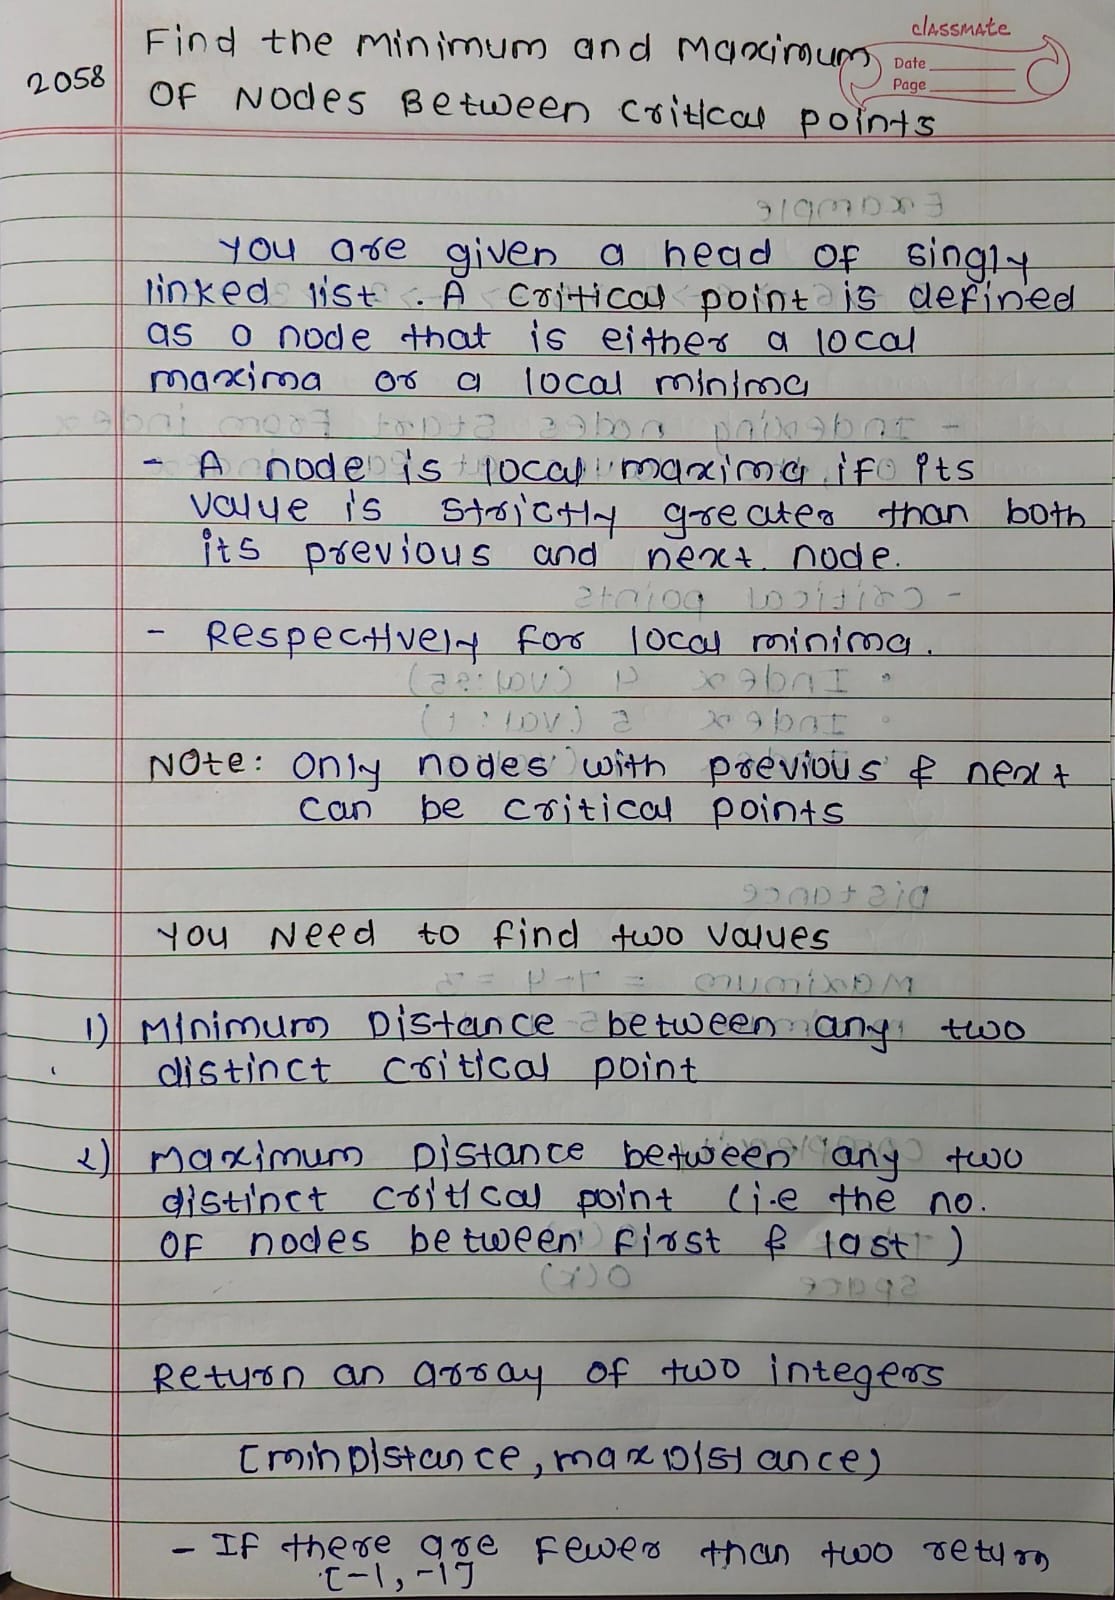 classmate
Date
Page
2058
Find the Minimum and Maximum
Of Nodes Between Critical points
You are given a head of singly
linked list . A critical point is defined
as a node that is either a local
maxima or a local minima
- A node is local maxima if its
value is strictly greater than both
its previous and next node.
- Respectively for local minima.
Note: Only nodes with previous & next
can be critical points
You Need to find two values
1) Minimum Distance between any two
distinct critical point
2) Maximum Distance between any two
distinct critical point (i.e the no.
of nodes between first & last )
Return an array of two integers
[minDistance, maxDistance)
- If there are fewer than two return
[-1, -1]